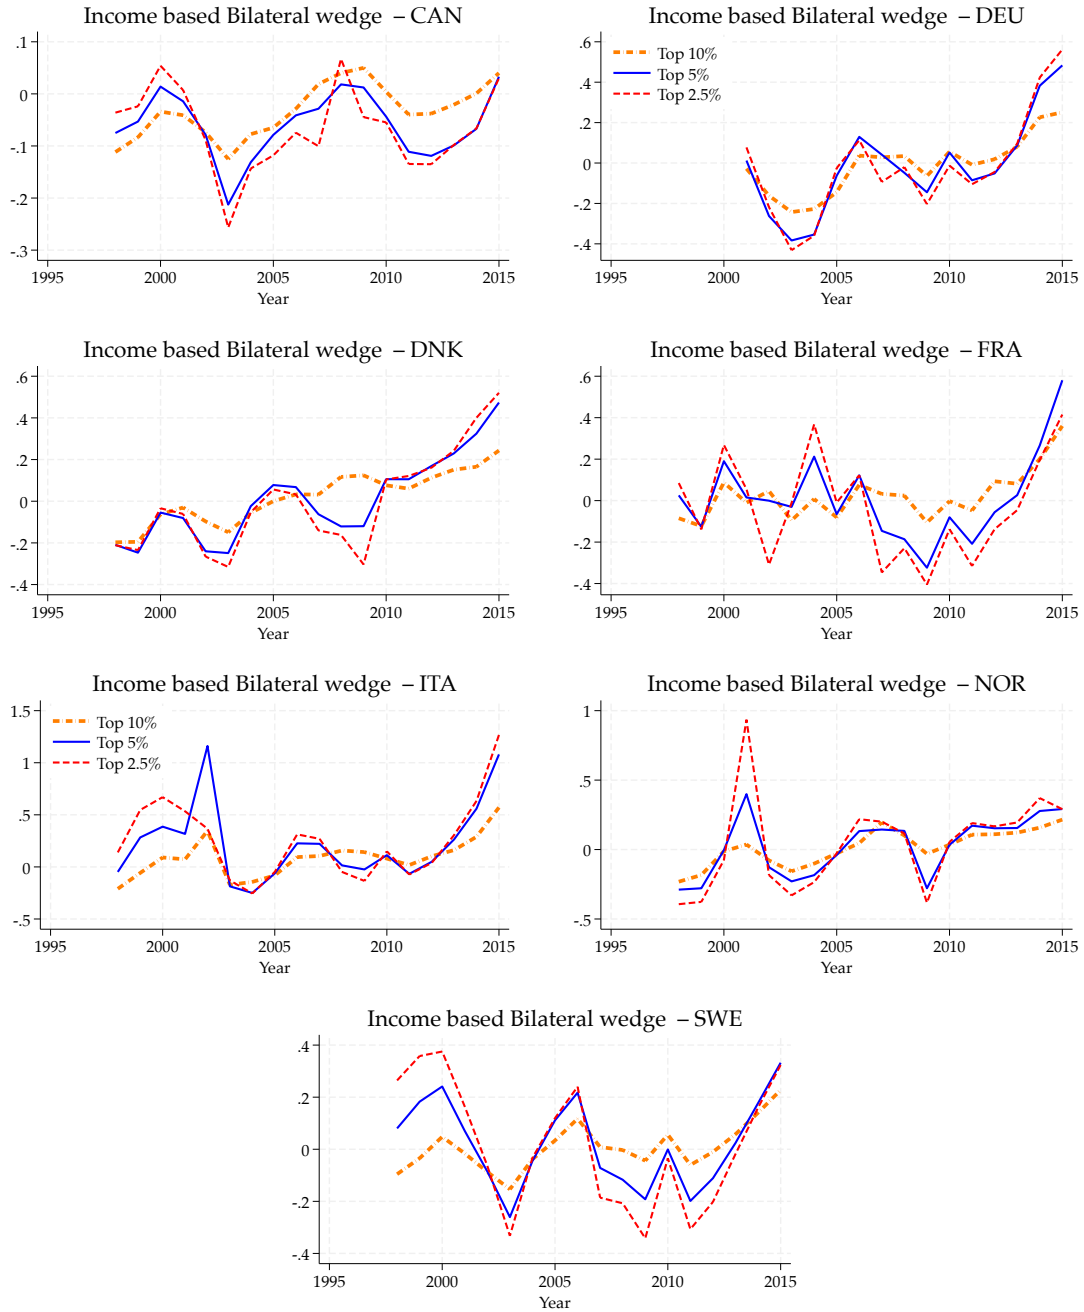 Income based Bilateral wedge – CAN
.1
0
-.1
-.2
-.3
1995 2000 2005 2010 2015
Year
Income based Bilateral wedge – DEU
Top 10%
Top 5%
Top 2.5%
.6
.4
.2
0
-.2
-.4
1995 2000 2005 2010 2015
Year
Income based Bilateral wedge – DNK
.6
.4
.2
0
-.2
-.4
1995 2000 2005 2010 2015
Year
Income based Bilateral wedge – FRA
.6
.4
.2
0
-.2
-.4
1995 2000 2005 2010 2015
Year
Income based Bilateral wedge – ITA
Top 10%
Top 5%
Top 2.5%
1.5
1
.5
0
-.5
1995 2000 2005 2010 2015
Year
Income based Bilateral wedge – NOR
1
.5
0
-.5
1995 2000 2005 2010 2015
Year
Income based Bilateral wedge – SWE
.4
.2
0
-.2
-.4
1995 2000 2005 2010 2015
Year